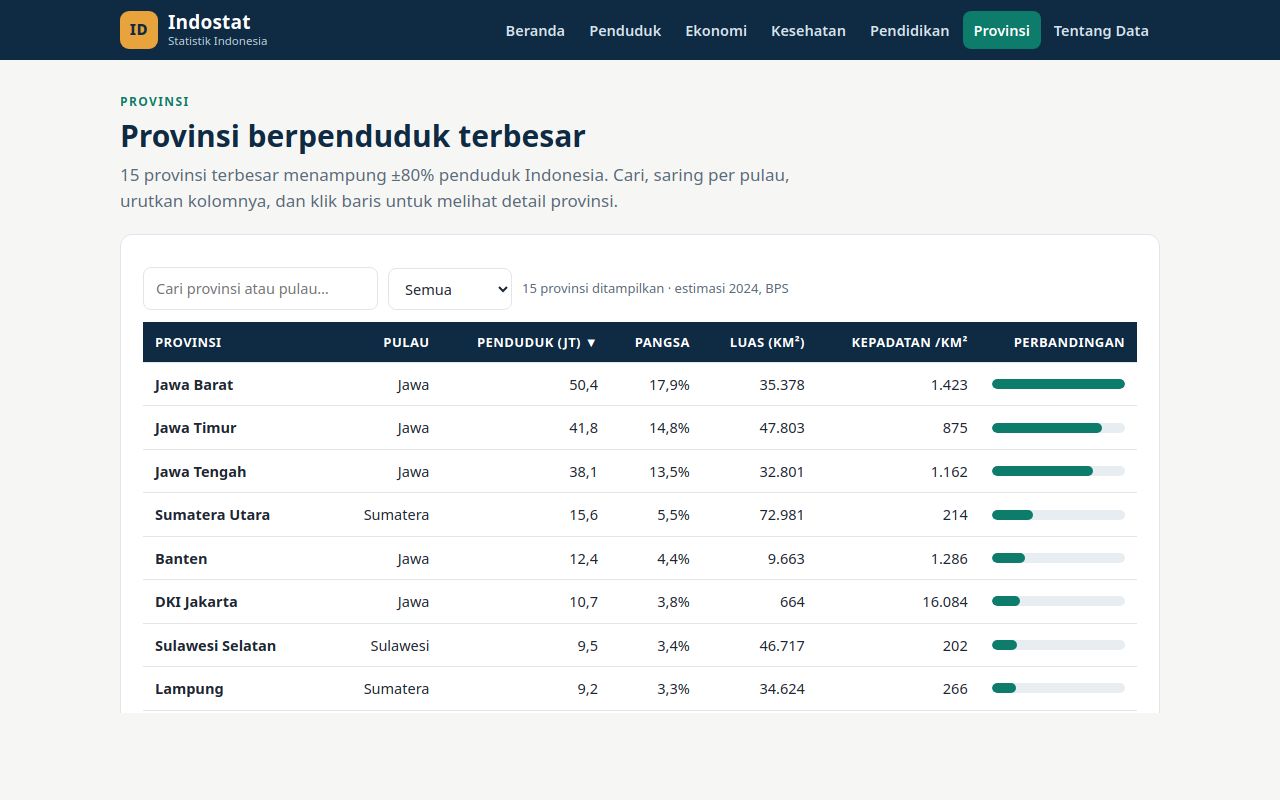 ID
Indostat
Statistik Indonesia
Beranda Penduduk Ekonomi Kesehatan Pendidikan Provinsi Tentang Data
PROVINSI
Provinsi berpenduduk terbesar
15 provinsi terbesar menampung ±80% penduduk Indonesia. Cari, saring per pulau,
urutkan kolomnya, dan klik baris untuk melihat detail provinsi.
Cari provinsi atau pulau… Semua 15 provinsi ditampilkan · estimasi 2024, BPS
PROVINSI PULAU PENDUDUK (JT) ▼ PANGSA LUAS (KM²) KEPADATAN /KM² PERBANDINGAN
Jawa Barat Jawa 50,4 17,9% 35.378 1.423
Jawa Timur Jawa 41,8 14,8% 47.803 875
Jawa Tengah Jawa 38,1 13,5% 32.801 1.162
Sumatera Utara Sumatera 15,6 5,5% 72.981 214
Banten Jawa 12,4 4,4% 9.663 1.286
DKI Jakarta Jawa 10,7 3,8% 664 16.084
Sulawesi Selatan Sulawesi 9,5 3,4% 46.717 202
Lampung Sumatera 9,2 3,3% 34.624 266